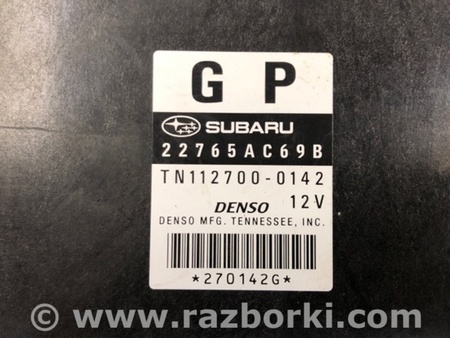 G P
SUBARU
22765AC69B
TN112700-0142
12V
DENSO
DENSO MFG. TENNESSEE, INC.
*270142G*
© www.razborki.com